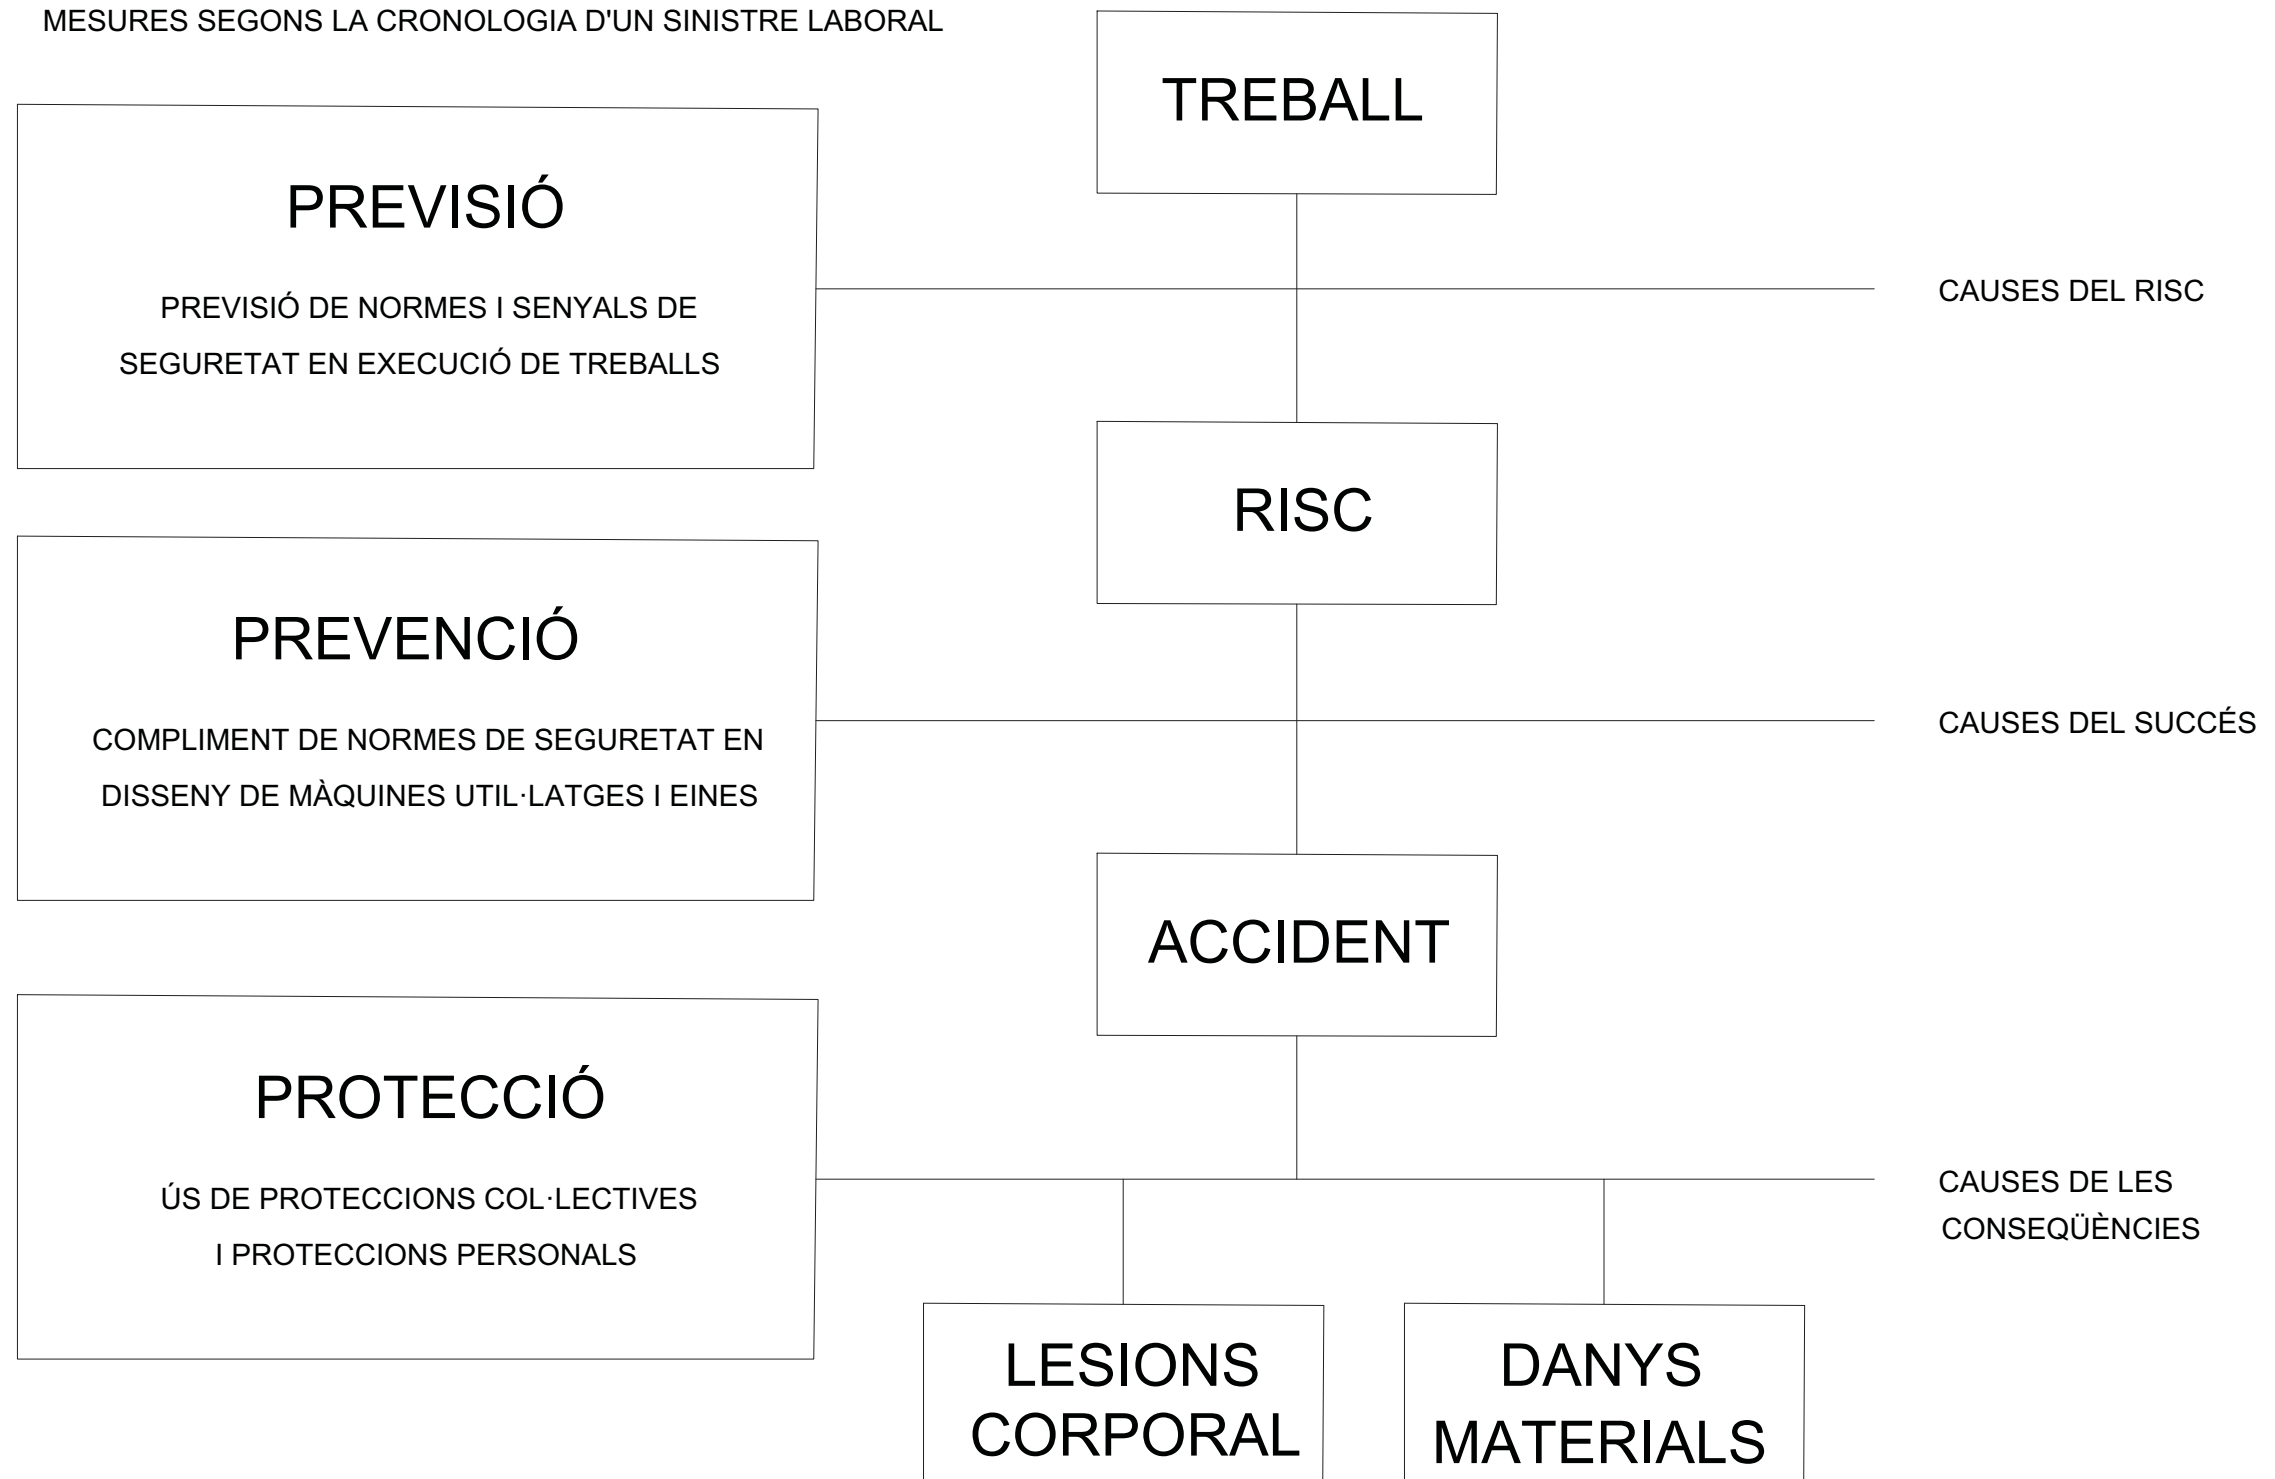 MESURES SEGONS LA CRONOLOGIA D'UN SINISTRE LABORAL
TREBALL
PREVISIÓ
PREVISIÓ DE NORMES I SENYALS DE
SEGURETAT EN EXECUCIÓ DE TREBALLS
CAUSES DEL RISC
RISC
PREVENCIÓ
COMPLIMENT DE NORMES DE SEGURETAT EN
DISSENY DE MÀQUINES UTIL·LATGES I EINES
CAUSES DEL SUCCÉS
ACCIDENT
PROTECCIÓ
ÚS DE PROTECCIONS COL·LECTIVES
I PROTECCIONS PERSONALS
CAUSES DE LES
CONSEQÜÈNCIES
LESIONS
CORPORAL
DANYS
MATERIALS